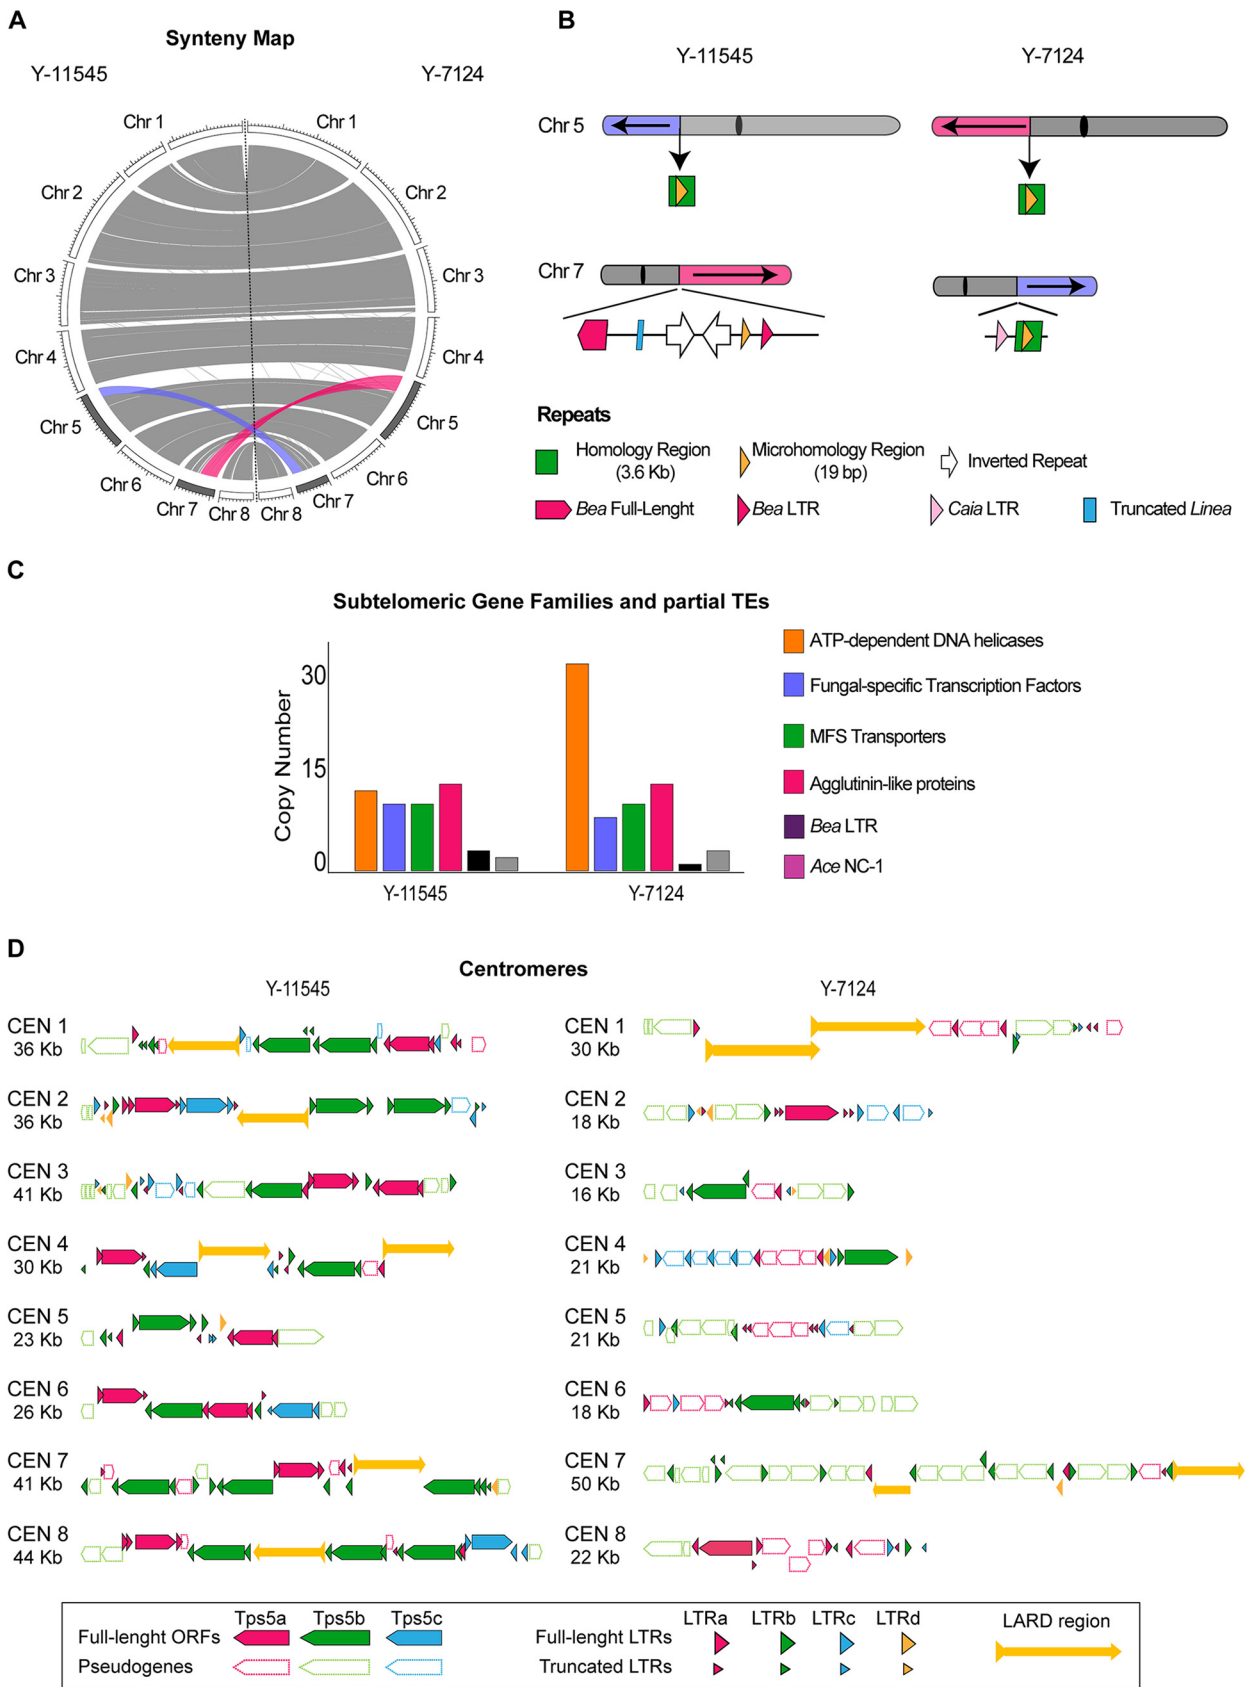 A
Synteny Map
Y-11545
Y-7124
Chr 1
Chr 1
Chr 2
Chr 2
Chr 3
Chr 3
Chr 4
Chr 4
Chr 5
Chr 5
Chr 6
Chr 6
Chr 7
Chr 8
Chr 8
Chr 7
B
Y-11545
Y-7124
Chr 5
Chr 7
Repeats
Homology Region
(3.6 Kb)
Microhomology Region
(19 bp)
Inverted Repeat
Bea Full-Lenght
Bea LTR
Caia LTR
Truncated Linea
C
Subtelomeric Gene Families and partial TEs
Copy Number
30
15
0
Y-11545
Y-7124
ATP-dependent DNA helicases
Fungal-specific Transcription Factors
MFS Transporters
Agglutinin-like proteins
Bea LTR
Ace NC-1
D
Centromeres
Y-11545
Y-7124
CEN 1
36 Kb
CEN 1
30 Kb
CEN 2
36 Kb
CEN 2
18 Kb
CEN 3
41 Kb
CEN 3
16 Kb
CEN 4
30 Kb
CEN 4
21 Kb
CEN 5
23 Kb
CEN 5
21 Kb
CEN 6
26 Kb
CEN 6
18 Kb
CEN 7
41 Kb
CEN 7
50 Kb
CEN 8
44 Kb
CEN 8
22 Kb
Tps5a Tps5b Tps5c
Full-lenght ORFs
Pseudogenes
LTRa LTRb LTRc LTRd
Full-lenght LTRs
Truncated LTRs
LARD region